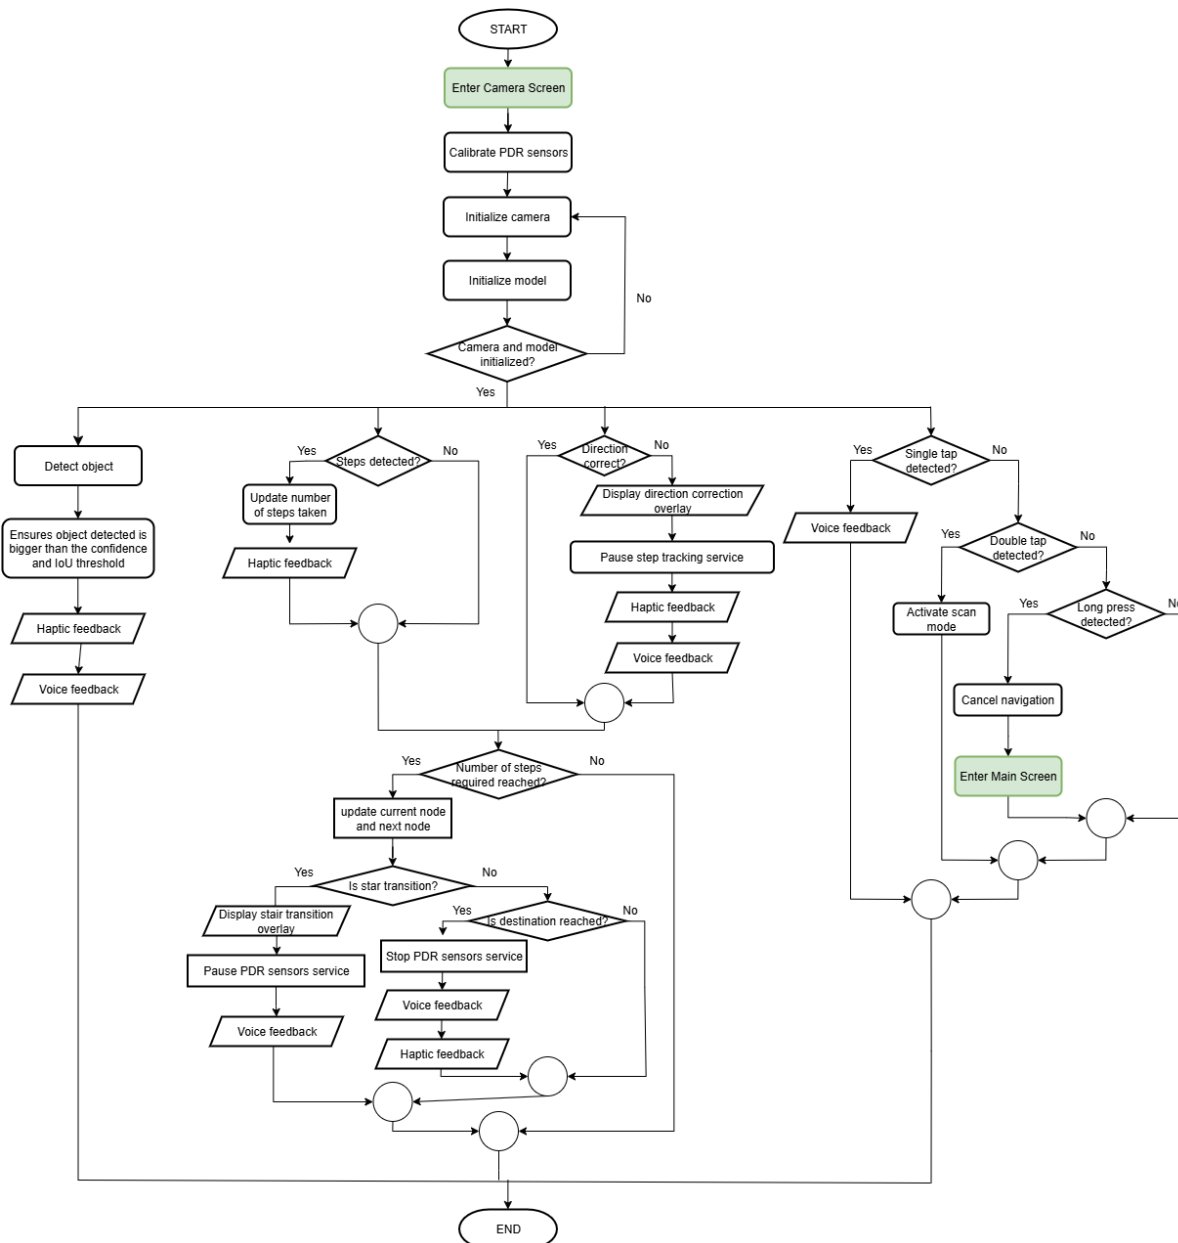 START
Enter Camera Screen
Calibrate PDR sensors
Initialize camera
Initialize model
No
Camera and model
initialized?
Yes
Detect object
Ensures object detected is
bigger than the confidence
and IoU threshold
Haptic feedback
Voice feedback
Yes
Steps detected?
No
Update number
of steps taken
Haptic feedback
Yes
Direction
correct?
No
Display direction correction
overlay
Pause step tracking service
Haptic feedback
Voice feedback
Yes
Number of steps
required reached?
No
update current node
and next node
Yes
Is star transition?
No
Display stair transition
overlay
Pause PDR sensors service
Voice feedback
Yes
Is destination reached?
No
Stop PDR sensors service
Voice feedback
Haptic feedback
Yes
Single tap
detected?
No
Voice feedback
Yes
Double tap
detected?
No
Activate scan
mode
Yes
Long press
detected?
No
Cancel navigation
Enter Main Screen
END